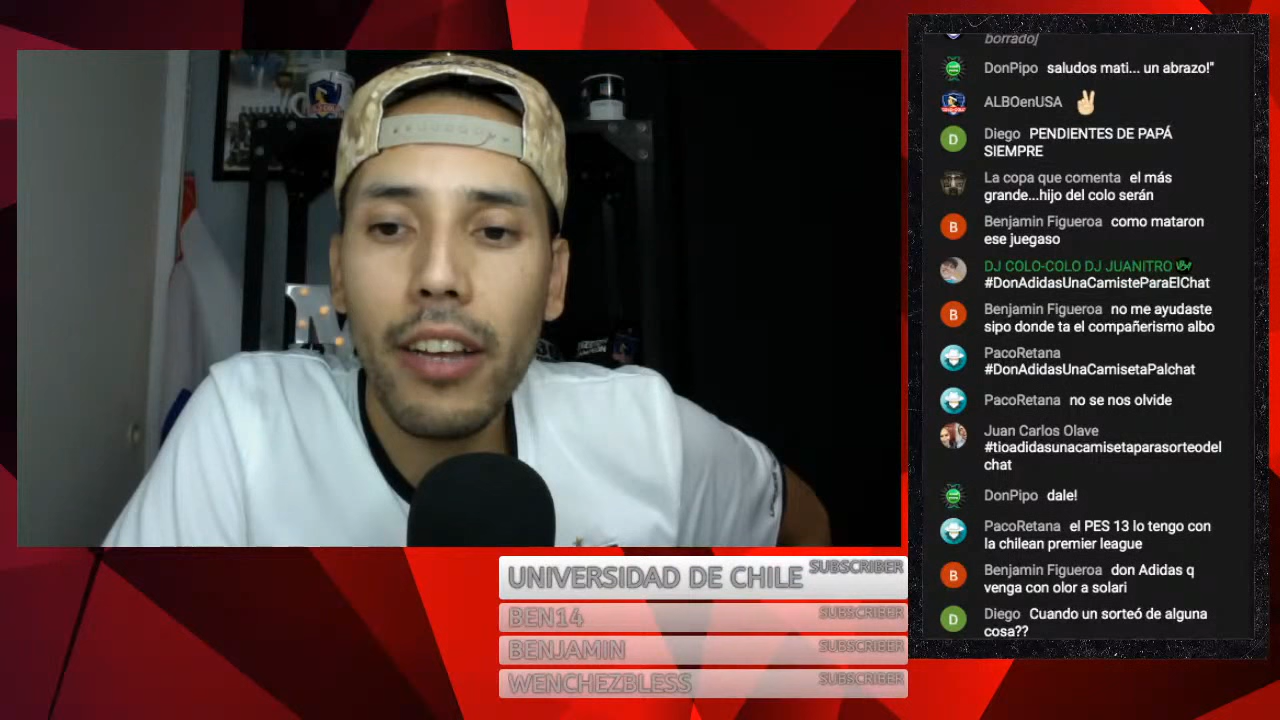 borrado]
DonPipo saludos mati... un abrazo!"
ALBOenUSA
Diego PENDIENTES DE PAPÁ
SIEMPRE
La copa que comenta el más
grande...hijo del colo serán
Benjamin Figueroa como mataron
ese juegaso
DJ COLO-COLO DJ JUANITRO
#DonAdidasUnaCamisteParaElChat
Benjamin Figueroa no me ayudaste
sipo donde ta el compañerismo albo
PacoRetana
#DonAdidasUnaCamisetaPalchat
PacoRetana no se nos olvide
Juan Carlos Olave
#tioadidasunacamisetaparasorteodel
chat
DonPipo dale!
PacoRetana el PES 13 lo tengo con
la chilean premier league
Benjamin Figueroa don Adidas q
venga con olor a solari
Diego Cuando un sorteó de alguna
cosa??
UNIVERSIDAD DE CHILE SUBSCRIBER
BEN14 SUBSCRIBER
BENJAMIN SUBSCRIBER
WENCHEZBLESS SUBSCRIBER